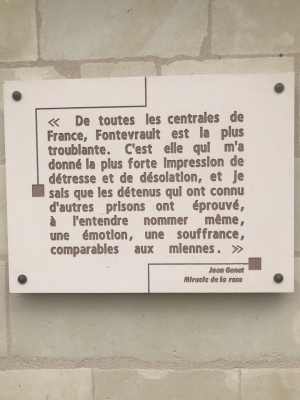 « De toutes les centrales de
France, Fontevrault est la plus
troublante. C'est elle qui m'a
donné la plus forte impression de
détresse et de désolation, et je
sais que les détenus qui ont connu
d'autres prisons ont éprouvé,
à l'entendre nommer même,
une émotion, une souffrance,
comparables aux miennes. »
Jean Genet
Miracle de la rose